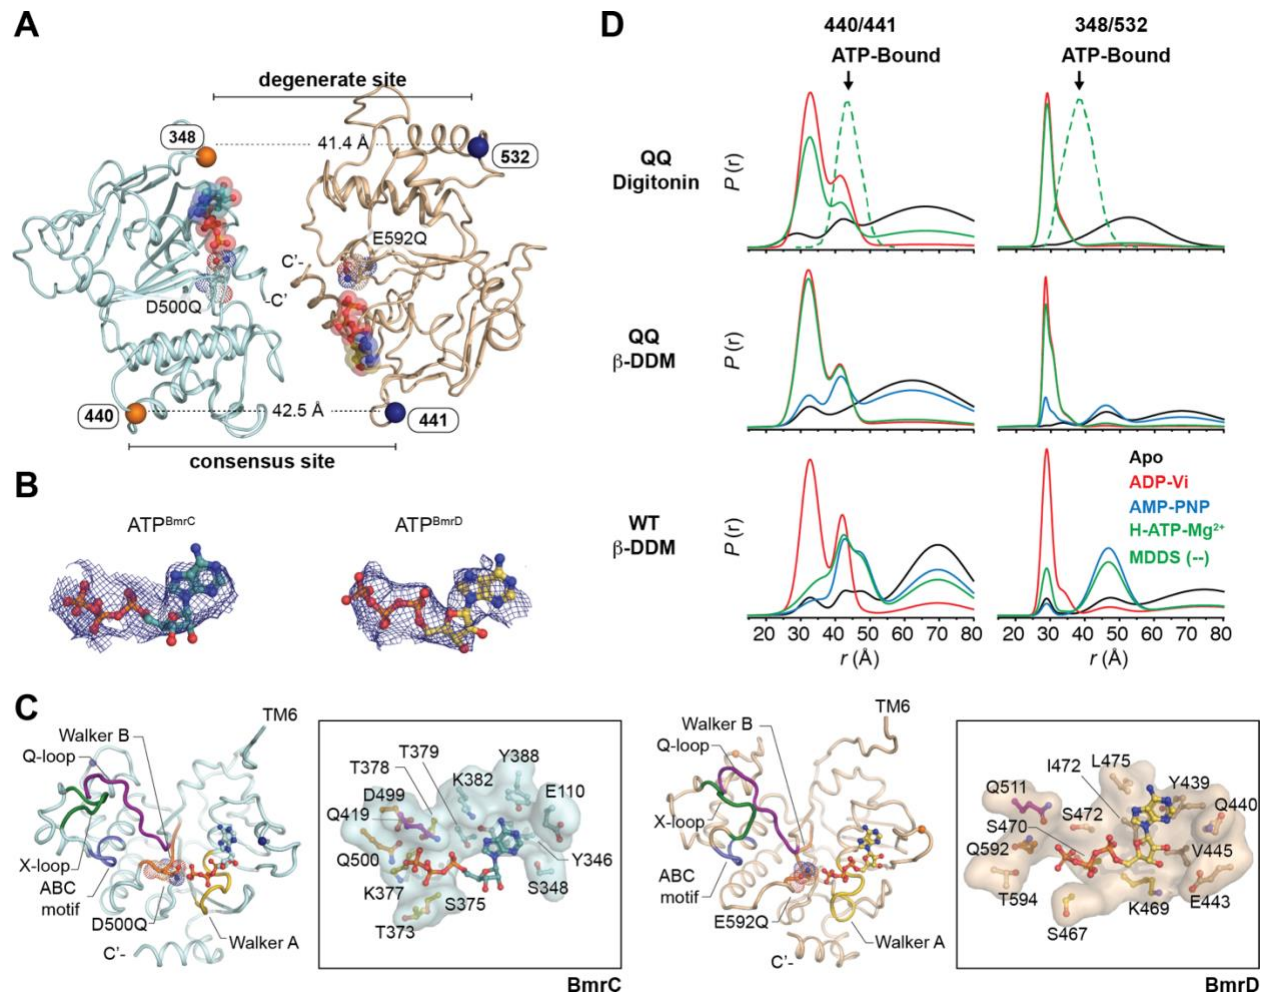 A
degenerate site
348
41.4 Å
532
E592Q
C'-
D500Q
-C'
440
42.5 Å
441
consensus site
B
ATPBmrC
ATPBmrD
C
TM6
Walker B
Q-loop
X-loop
ABC
motif
D500Q
C'-
Walker A
T379
T378
K382
Y388
D499
E110
Q419
Q500
Y346
K377
S348
S375
T373
BmrC
TM6
Walker B
Q-loop
X-loop
ABC
motif
E592Q
Walker A
C'-
L475
I472
Y439
Q511
Q440
S472
S470
Q592
V445
T594
K469
E443
S467
BmrD
D
440/441
348/532
ATP-Bound
ATP-Bound
QQ
Digitonin
P (r)
QQ
β-DDM
P (r)
WT
β-DDM
P (r)
Apo
ADP-Vi
AMP-PNP
H-ATP-Mg2+
MDDS (--)
20 30 40 50 60 70 80
20 30 40 50 60 70 80
r (Å)
r (Å)